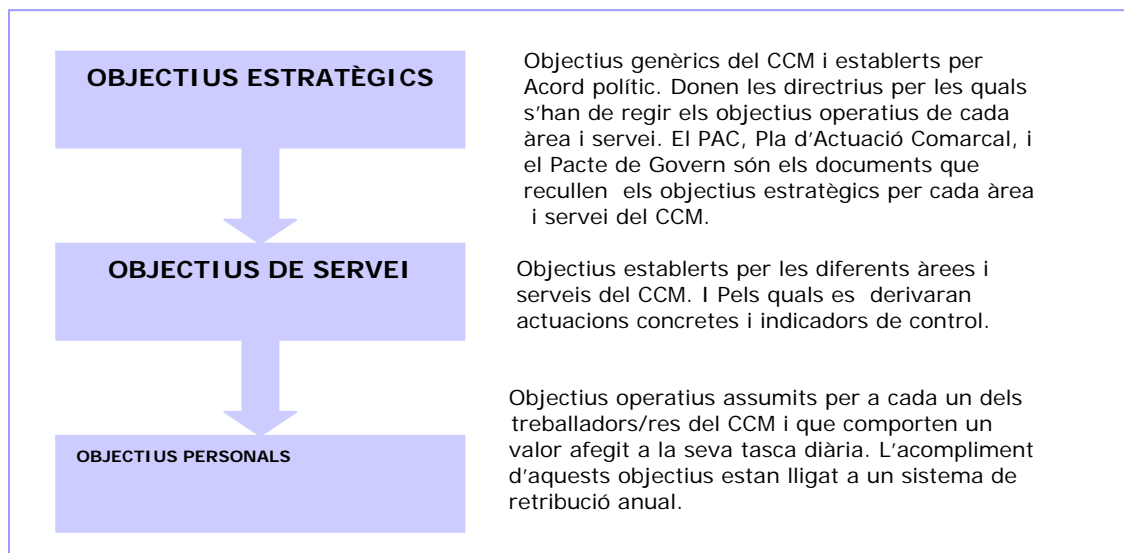 OBJECTIUS ESTRATÈGICS
Objectius genèrics del CCM i establerts per
Acord polític. Donen les directrius per les quals
s'han de regir els objectius operatius de cada
àrea i servei. El PAC, Pla d'Actuació Comarcal, i
el Pacte de Govern són els documents que
recullen els objectius estratègics per cada àrea
i servei del CCM.
OBJECTIUS DE SERVEI
Objectius establerts per les diferents àrees i
serveis del CCM. I Pels quals es derivaran
actuacions concretes i indicadors de control.
OBJECTIUS PERSONALS
Objectius operatius assumits per a cada un dels
treballadors/res del CCM i que comporten un
valor afegit a la seva tasca diària. L'acompliment
d'aquests objectius estan lligat a un sistema de
retribució anual.